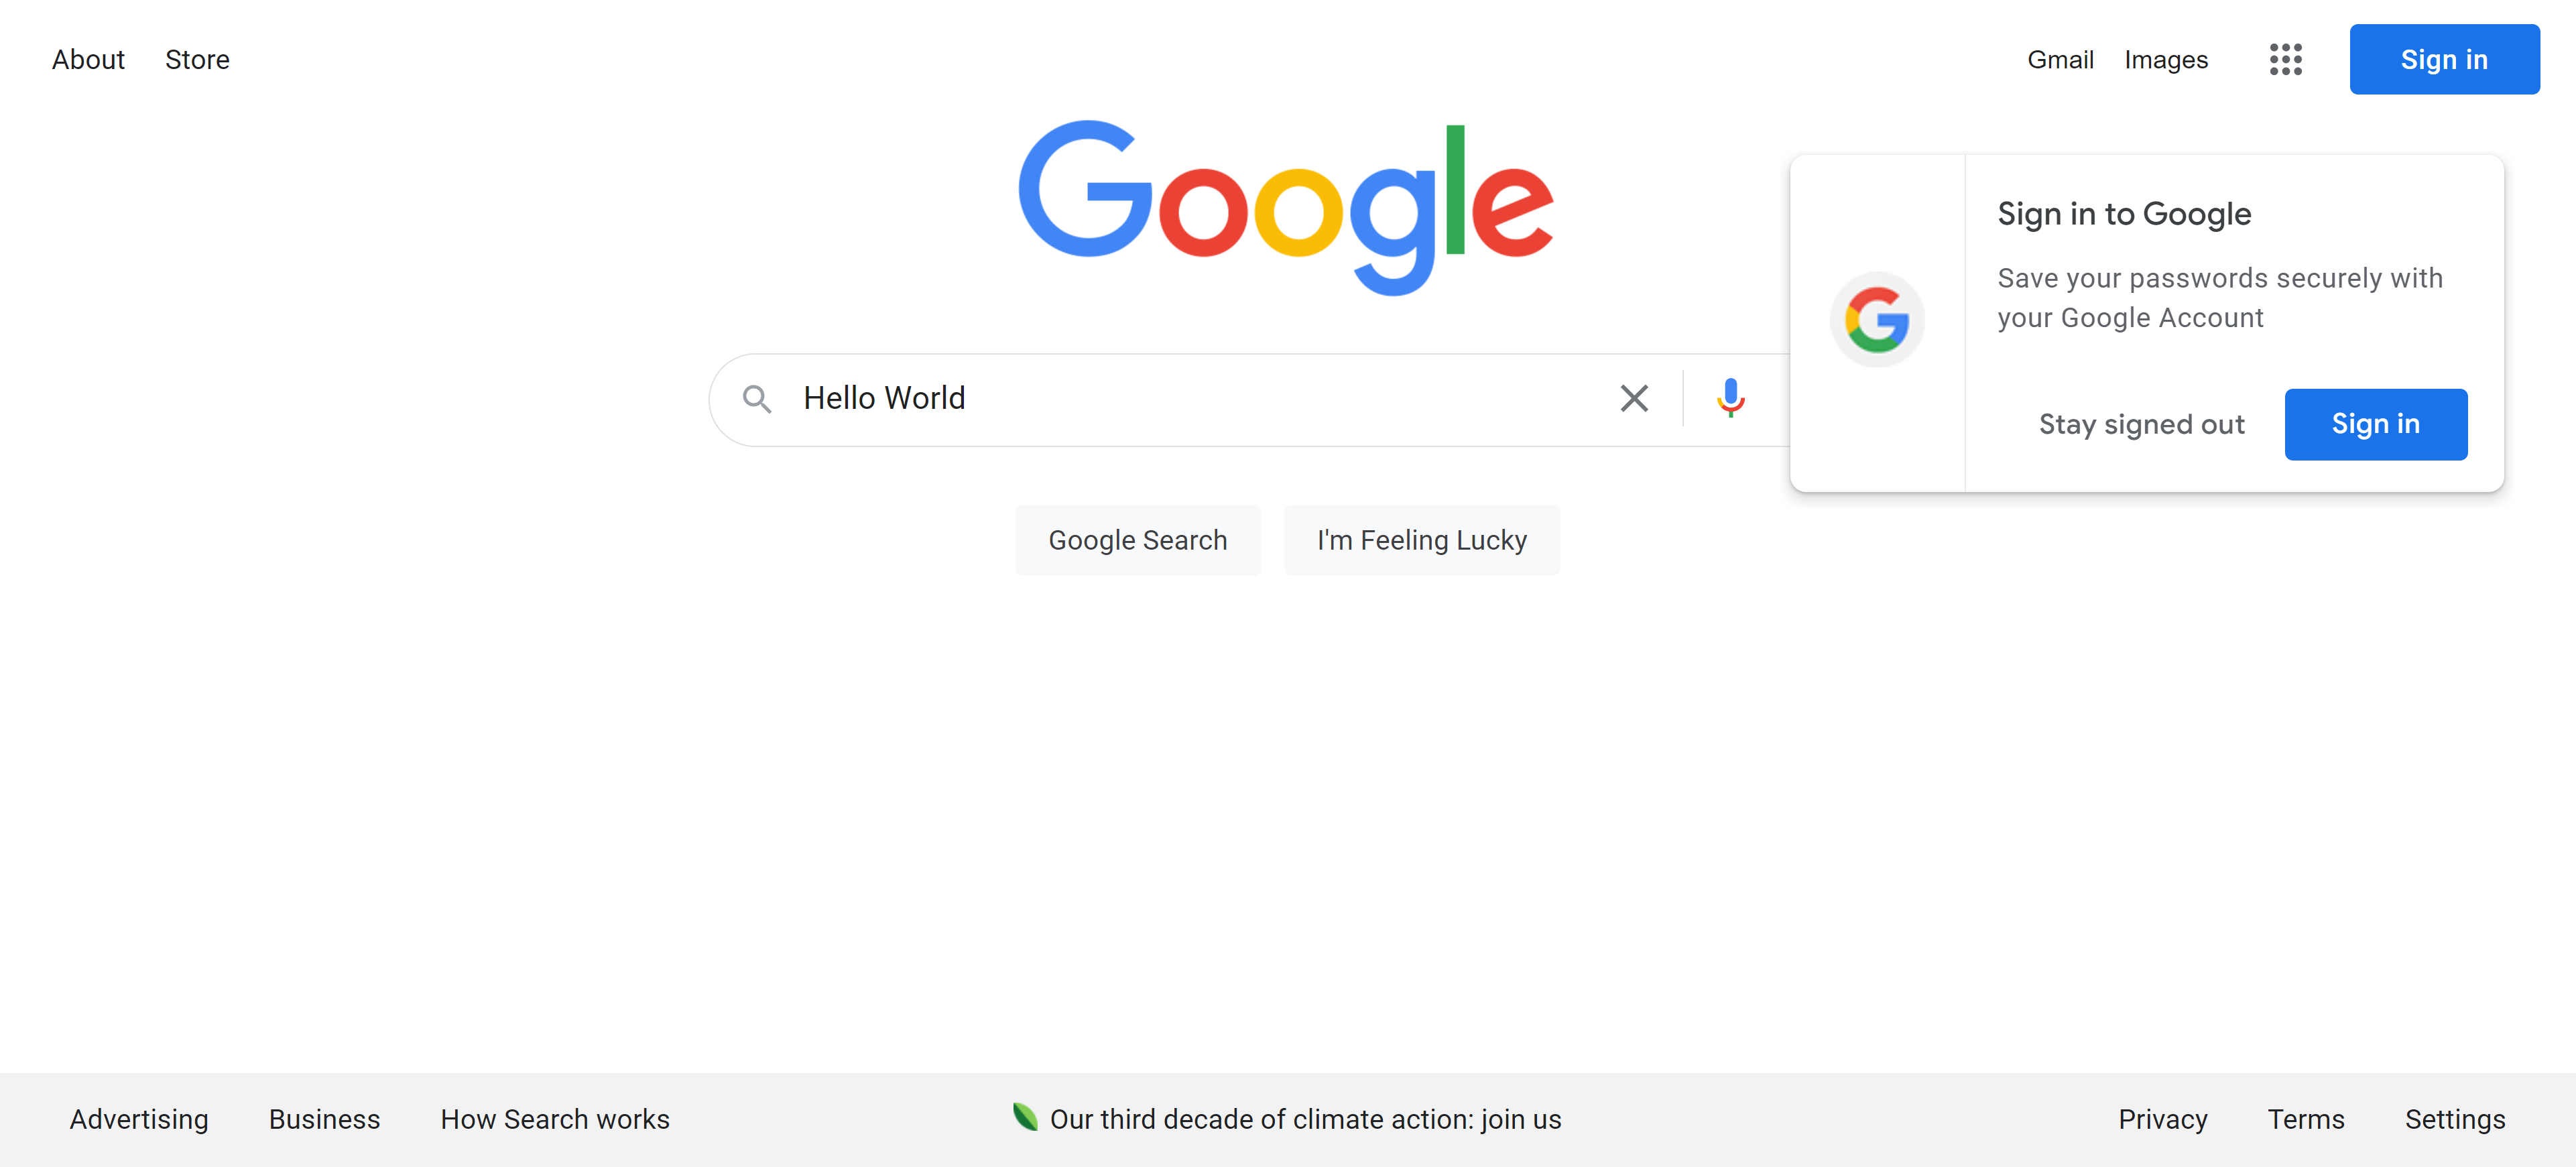 About Store
Gmail Images
Sign in
Google
Sign in to Google
Save your passwords securely with
your Google Account
Stay signed out
Sign in
Hello World
Google Search
I'm Feeling Lucky
Advertising Business How Search works
Our third decade of climate action: join us
Privacy Terms Settings